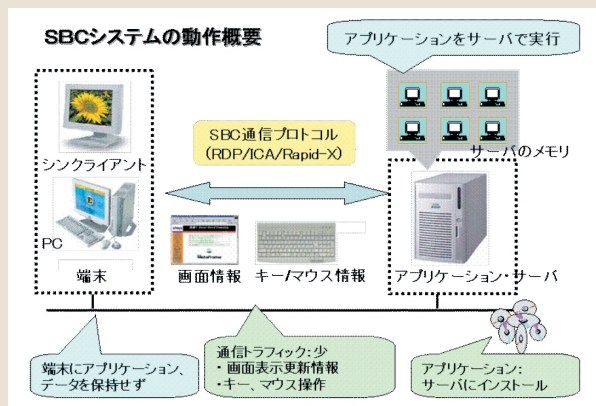 SBCシステムの動作概要
アプリケーションをサーバで実行
SBC通信プロトコル
(RDP/ICA/Rapid-X)
シンクライアント
サーバのメモリ
PC
端末
画面情報
キー/マウス情報
アプリケーション・サーバ
端末にアプリケーション、
データを保持せず
通信トラフィック:少
・画面表示更新情報
・キー、マウス操作
アプリケーション:
サーバにインストール